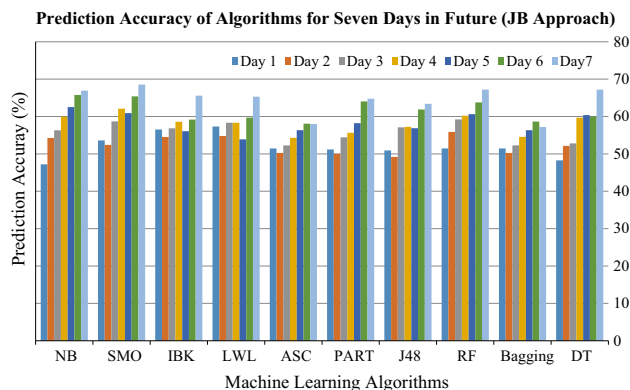 Prediction Accuracy of Algorithms for Seven Days in Future (JB Approach)
80
Day 1 Day 2 Day 3 Day 4 Day 5 Day 6 Day7
70
60
50
40
30
20
10
0
Prediction Accuray (%)
NB SMO IBK LWL ASC PART J48 RF Bagging DT
Machine Learning Algorithms